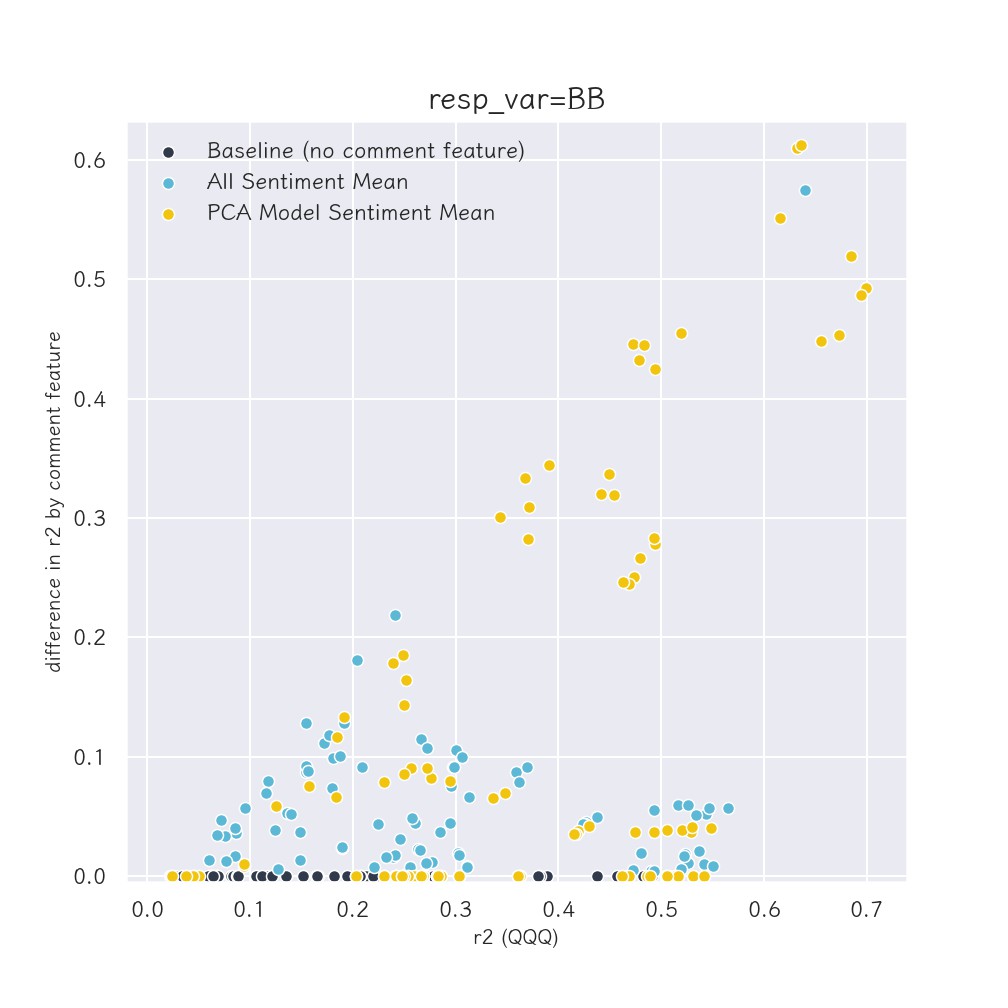 resp_var=BB
Baseline (no comment feature)
All Sentiment Mean
PCA Model Sentiment Mean
difference in r2 by comment feature
0.6
0.5
0.4
0.3
0.2
0.1
0.0
0.0 0.1 0.2 0.3 0.4 0.5 0.6 0.7
r2 (QQQ)